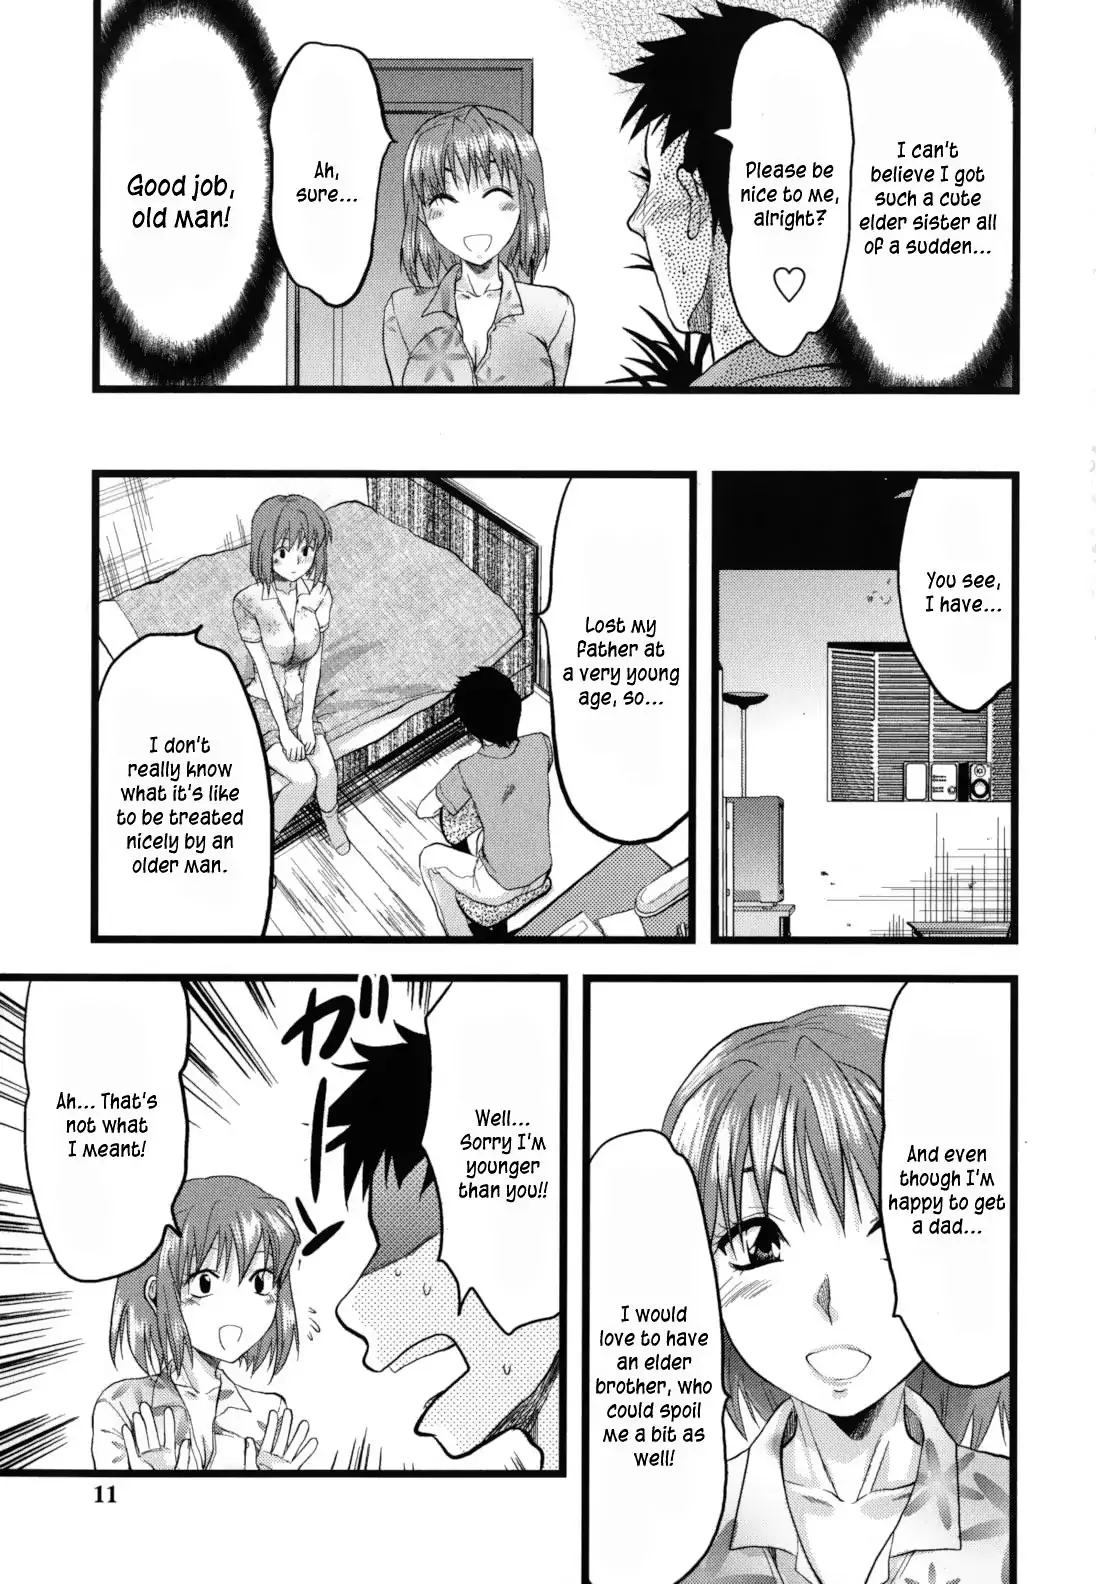 I can't
believe I got
such a cute
elder sister all
of a sudden...
Please be
nice to me,
alright?
♡
Ah,
sure...
Good job,
old man!
You see,
I have...
Lost my
father at
a very young
age, so...
I don't
really know
what it's like
to be treated
nicely by an
older man.
And even
though I'm
happy to get
a dad...
I would
love to have
an elder
brother, who
could spoil
me a bit as
well!
Well...
Sorry I'm
younger
than you!!
ガーン
Ah... That's
not what
I meant!
11